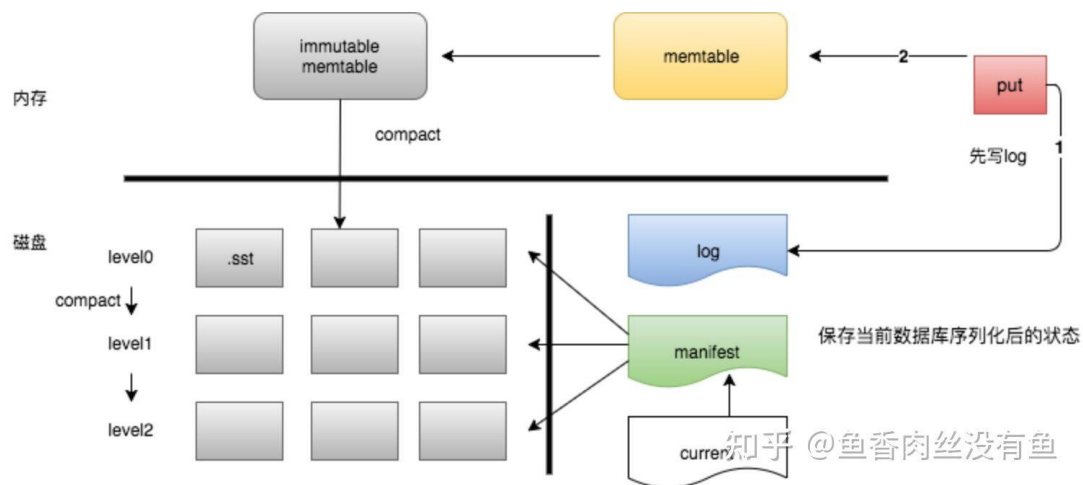 immutable
memtable
memtable
2
put
内存
compact
先写log
1
磁盘
level0
.sst
log
compact
level1
manifest
保存当前数据库序列化后的状态
level2
current
知乎 @鱼香肉丝没有鱼